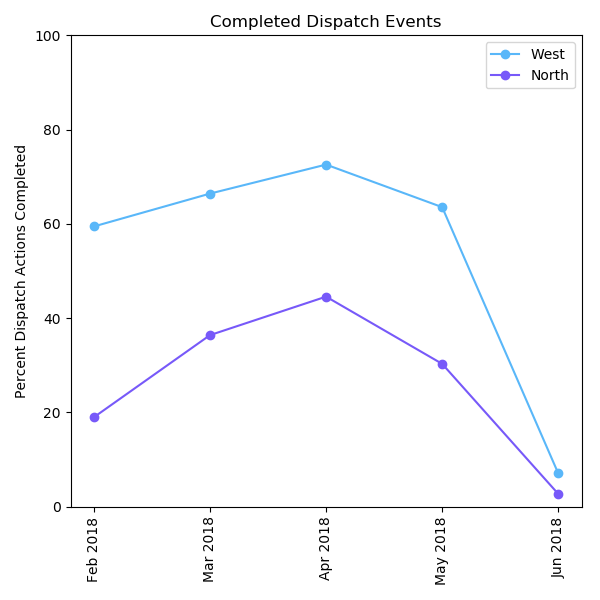 Completed Dispatch Events
West
North
Percent Dispatch Actions Completed
100
80
60
40
20
0
Feb 2018
Mar 2018
Apr 2018
May 2018
Jun 2018